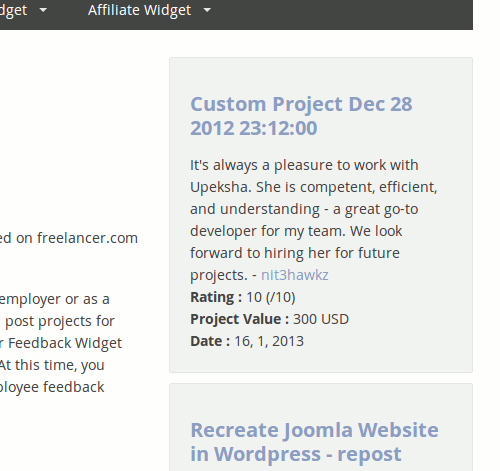 dget
Affiliate Widget
Custom Project Dec 28
2012 23:12:00
It's always a pleasure to work with
Upeksha. She is competent, efficient,
and understanding - a great go-to
developer for my team. We look
forward to hiring her for future
projects. - nit3hawkz
Rating : 10 (/10)
Project Value : 300 USD
Date : 16, 1, 2013
ed on freelancer.com
employer or as a
post projects for
r Feedback Widget
At this time, you
ployee feedback
Recreate Joomla Website
in Wordpress - repost